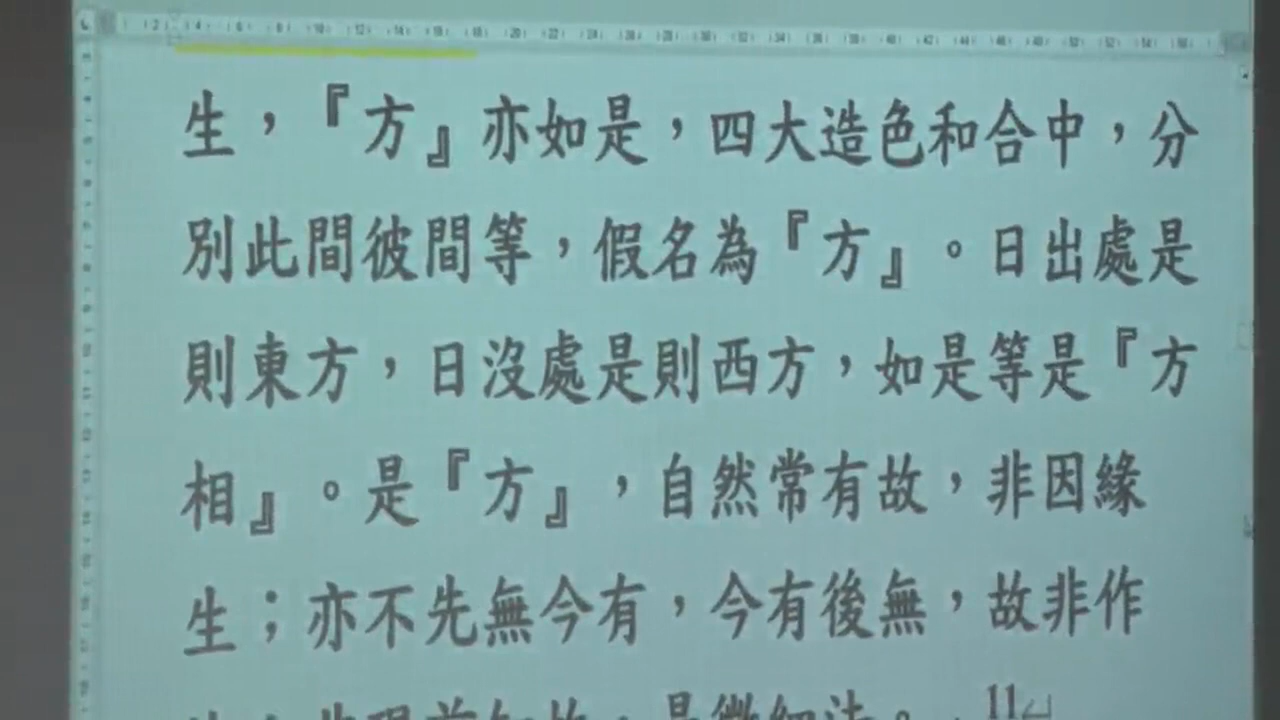 生，『方』亦如是，四大造色和合中，分
別此間彼間等，假名為『方』。日出處是
則東方，日沒處是則西方，如是等是『方
相』。是『方』，自然常有故，非因緣
生；亦不先無今有，今有後無，故非作
11